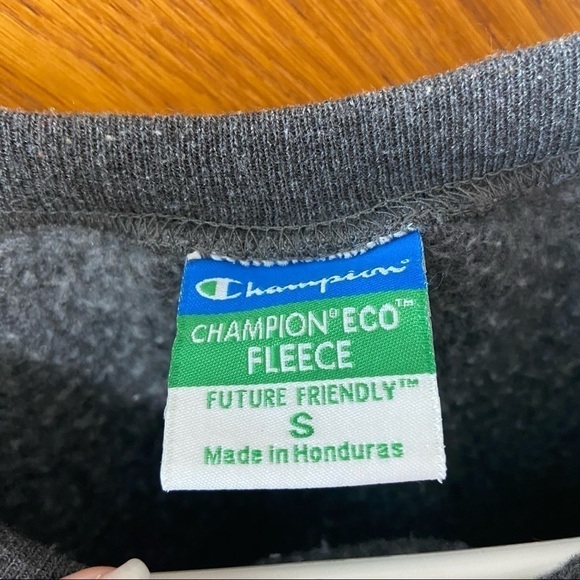 Champion®
CHAMPION® ECO™
FLEECE
FUTURE FRIENDLY™
S
Made in Honduras